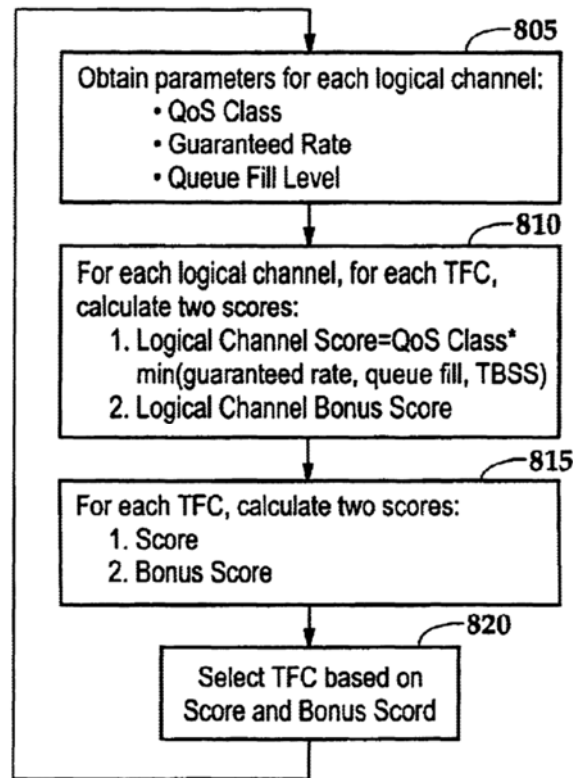 805
Obtain parameters for each logical channel:
• QoS Class
• Guaranteed Rate
• Queue Fill Level
810
For each logical channel, for each TFC,
calculate two scores:
1. Logical Channel Score=QoS Class*
min(guaranteed rate, queue fill, TBSS)
2. Logical Channel Bonus Score
815
For each TFC, calculate two scores:
1. Score
2. Bonus Score
820
Select TFC based on
Score and Bonus Scord